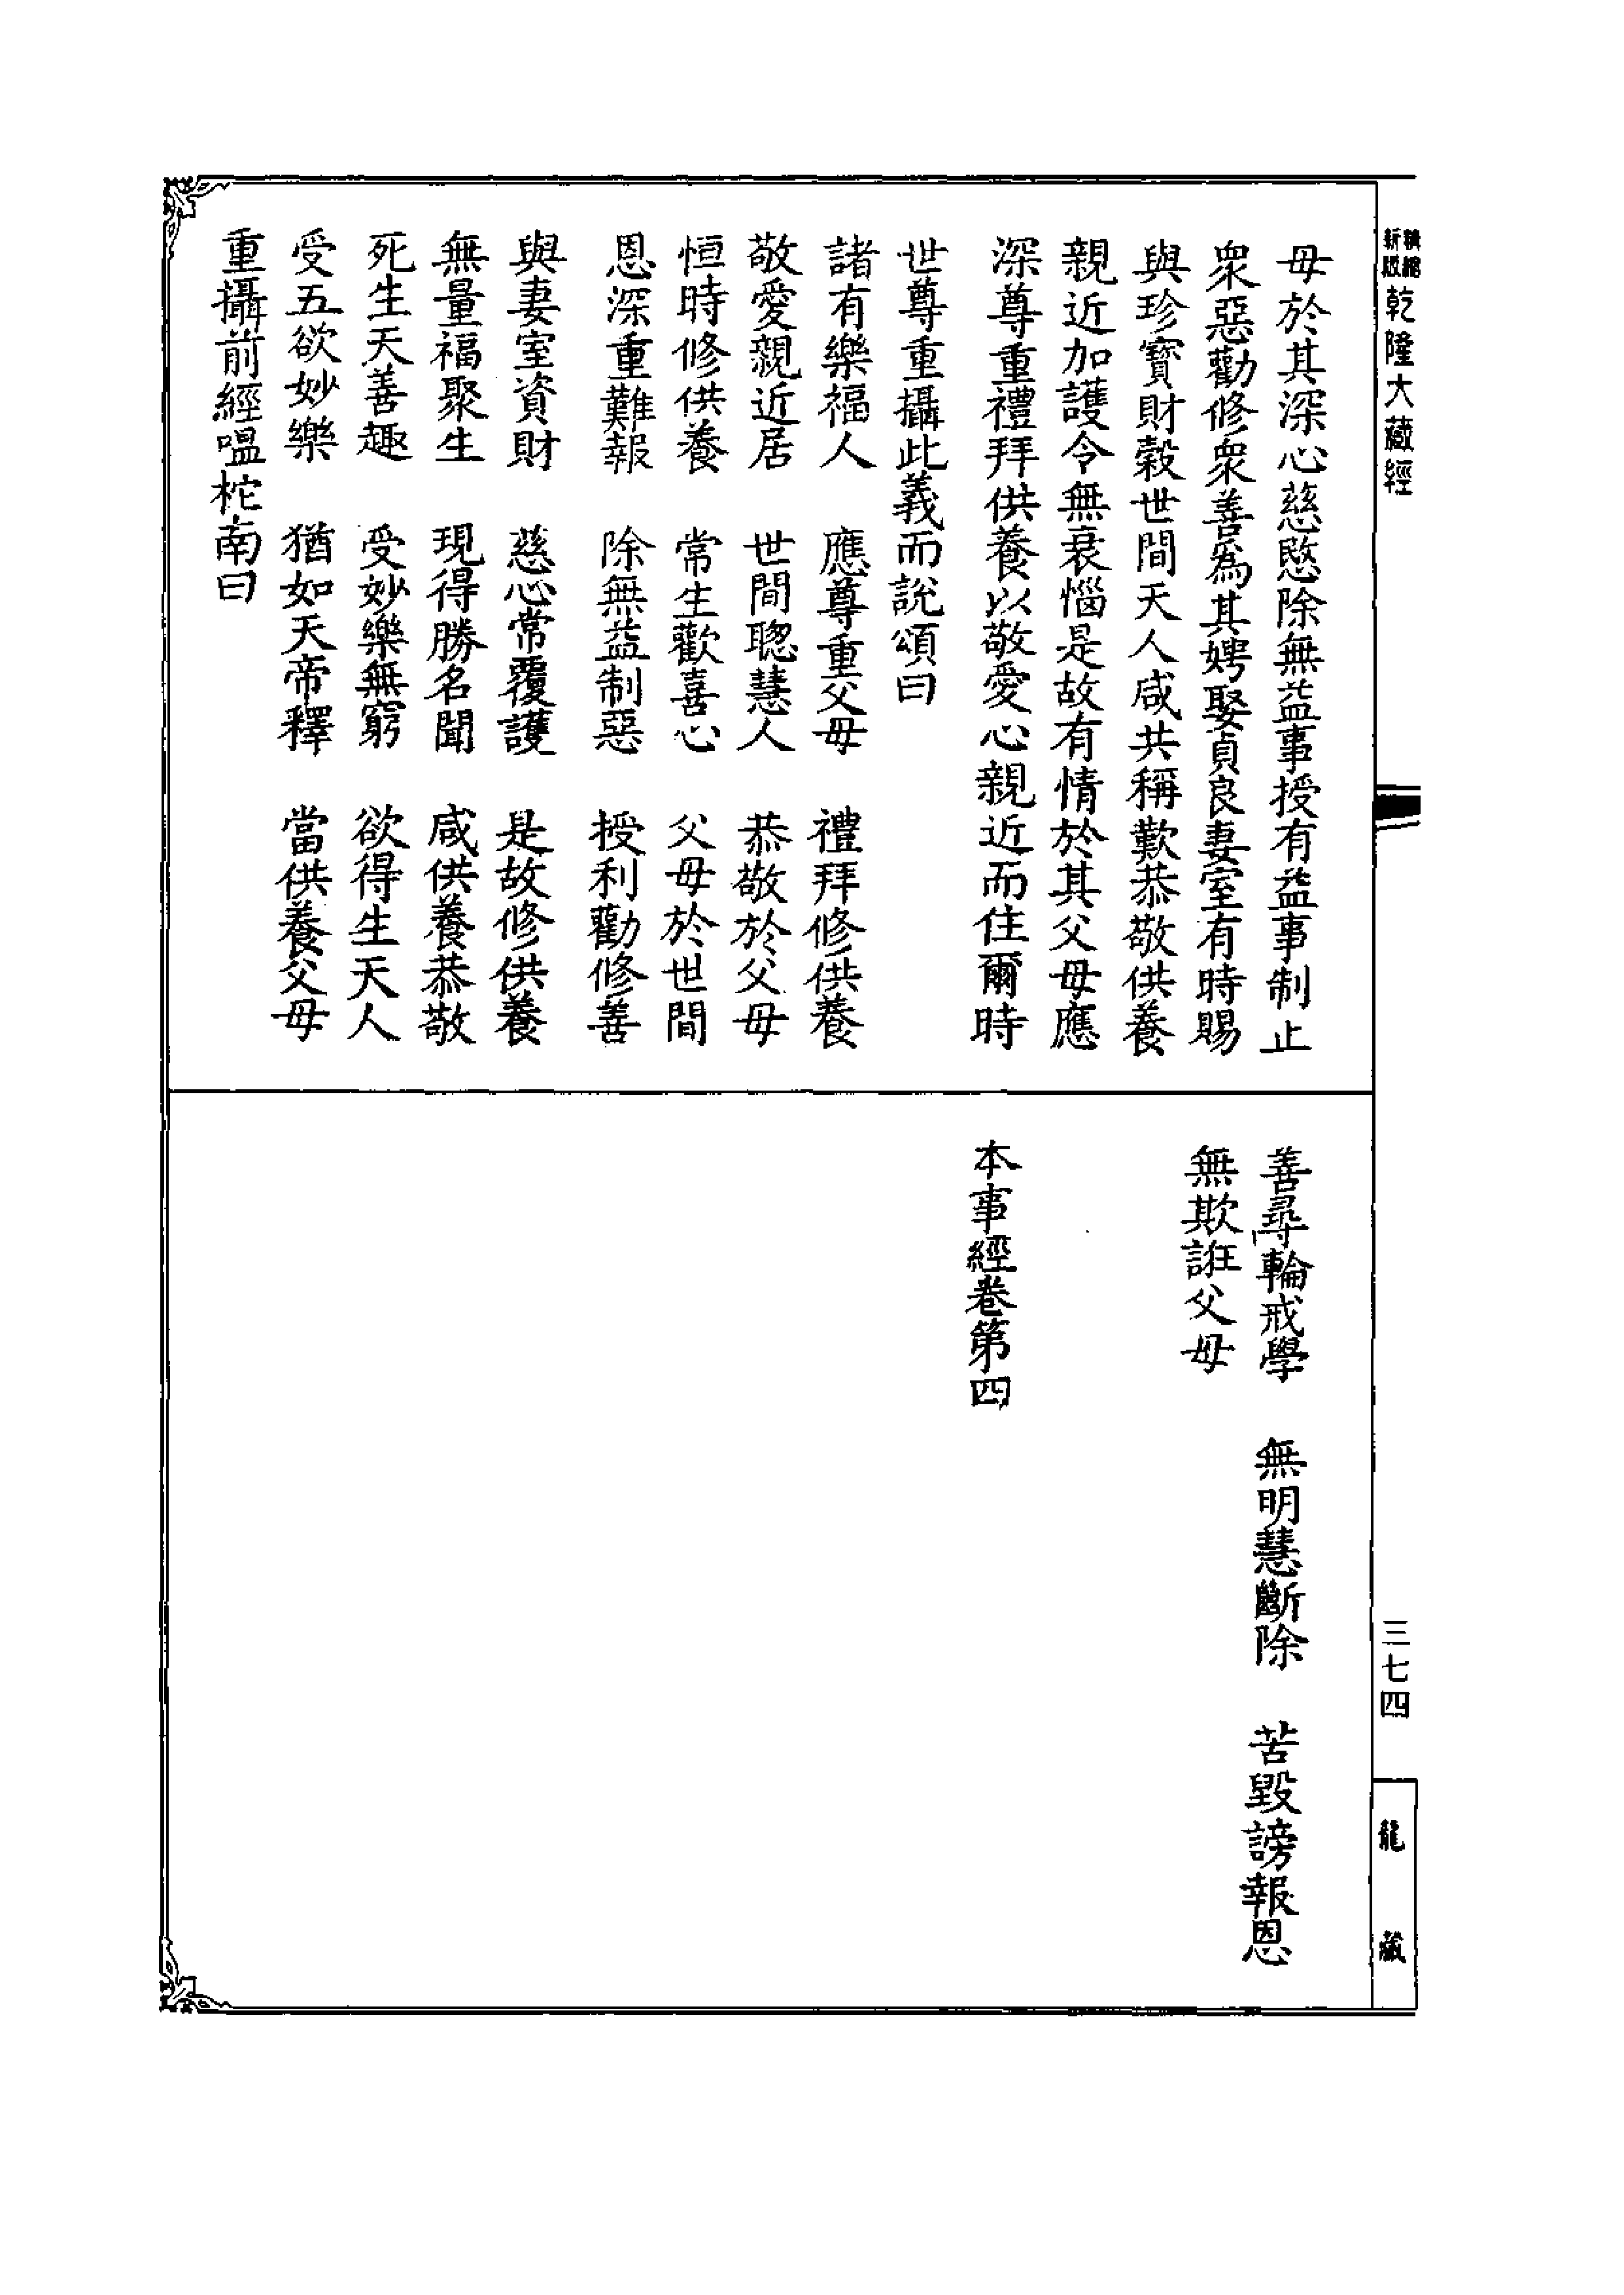 精縮新版乾隆大藏經
母於其深心慈愍除無益事授有益事制止
衆惡勸修衆善爲其娉娶貞良妻室有時賜
與珍寶財穀世間天人咸共稱歎恭敬供養
親近加護令無衰惱是故有情於其父母應
深尊重禮拜供養以敬愛心親近而住爾時
世尊重攝此義而說頌曰
諸有樂福人　應尊重父母　禮拜修供養
敬愛親近居　世間聰慧人　恭敬於父母
恒時修供養　常生歡喜心　父母於世間
恩深重難報　除無益制惡　授利勸修善
與妻室資財　慈心常覆護　是故修供養
無量福聚生　現得勝名聞　咸供養恭敬
死生天善趣　受妙樂無窮　欲得生天人
受五欲妙樂　猶如天帝釋　當供養父母
重攝前經嗢柁南曰
善尋輪戒學　無明慧斷除　苦毀謗報恩
無欺誑父母
本事經卷第四
三七四
龍藏